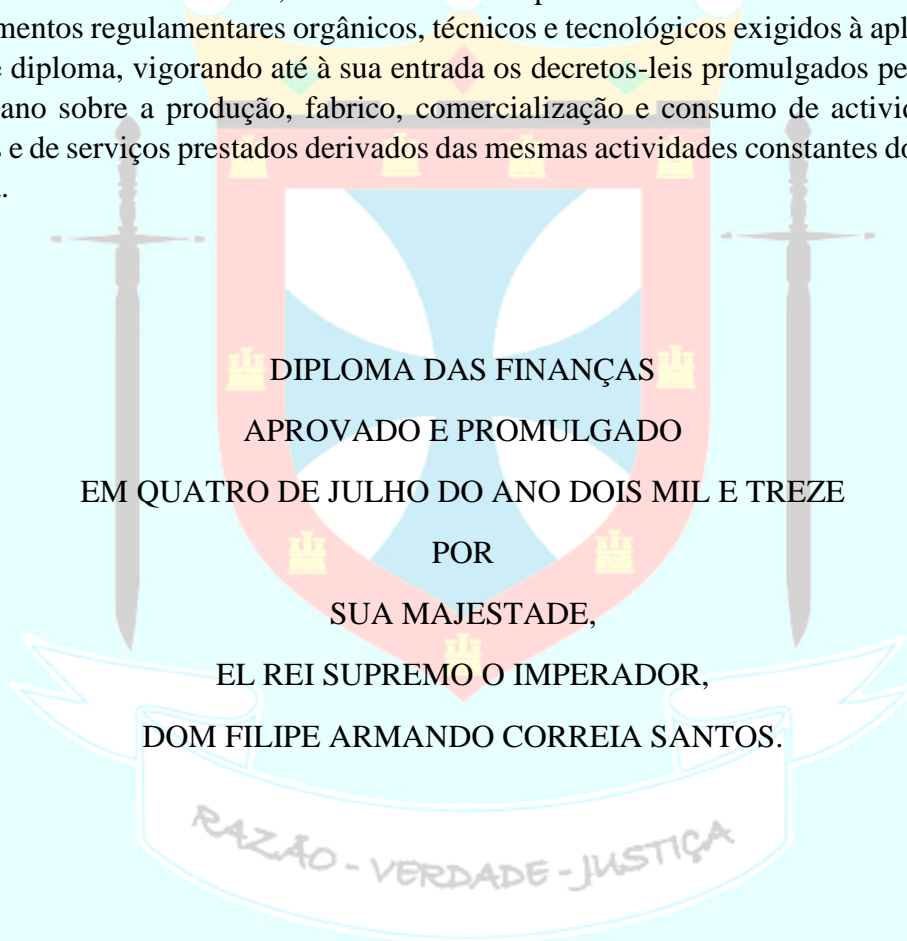 mentos regulamentares orgânicos, técnicos e tecnológicos exigidos à apl
e diploma, vigorando até à sua entrada os decretos-leis promulgados pe
ano sobre a produção, fabrico, comercialização e consumo de activid
s e de serviços prestados derivados das mesmas actividades constantes do
DIPLOMA DAS FINANÇAS
APROVADO E PROMULGADO
EM QUATRO DE JULHO DO ANO DOIS MIL E TREZE
POR
SUA MAJESTADE,
EL REI SUPREMO O IMPERADOR,
DOM FILIPE ARMANDO CORREIA SANTOS.
RAZÃO - VERDADE - JUSTIÇA